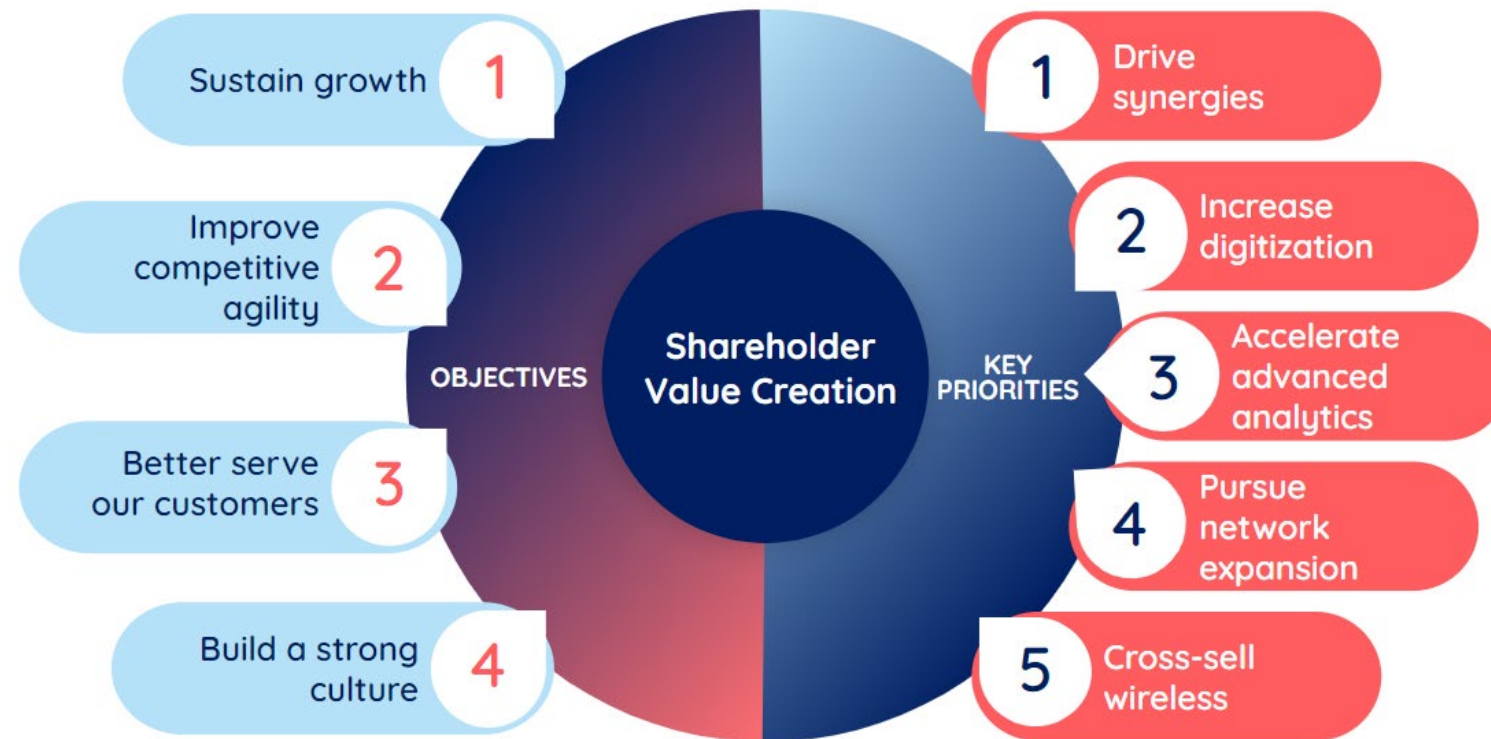 1
Sustain growth
2
Improve
competitive
agility
3
Better serve
our customers
4
Build a strong
culture
OBJECTIVES
Shareholder
Value Creation
KEY
PRIORITIES
1
Drive
synergies
2
Increase
digitization
3
Accelerate
advanced
analytics
4
Pursue
network
expansion
5
Cross-sell
wireless